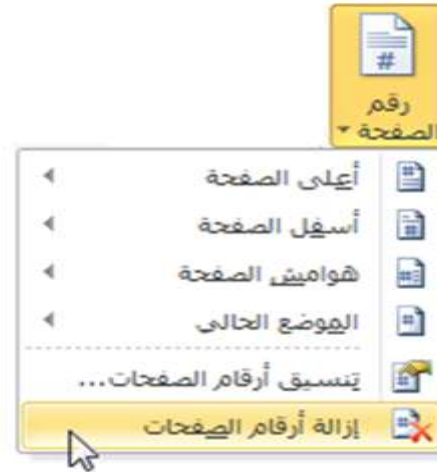 رقم
الصفحة
أعلى الصفحة
أسفل الصفحة
هوامش الصفحة
الموضع الحالي
تنسيق أرقام الصفحات...
إزالة أرقام الصفحات